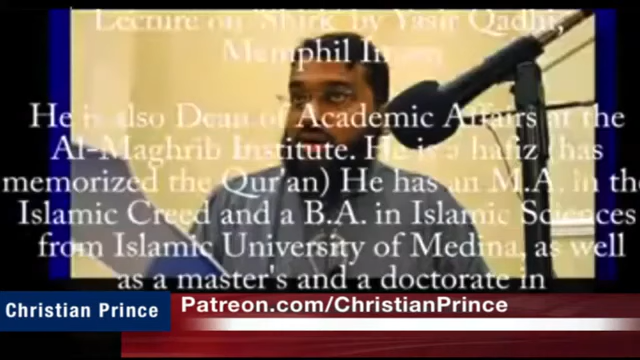 Lecture on "Shirk" by Yasir Qadhi,
Memphil Imam
He is also Dean of Academic Affairs at the
Al-Maghrib Institute. He is a hafiz (has
memorized the Qur'an) He has an M.A. in the
Islamic Creed and a B.A. in Islamic Sciences
from Islamic University of Medina, as well
as a master's and a doctorate in
Christian Prince
Patreon.com/ChristianPrince